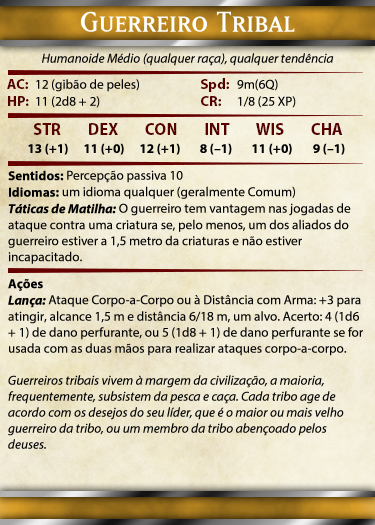 Guerreiro Tribal
Humanoide Médio (qualquer raça), qualquer tendência
AC: 12 (gibão de peles) Spd: 9m(6Q)
HP: 11 (2d8 + 2) CR: 1/8 (25 XP)
STR DEX CON INT WIS CHA
13 (+1) 11 (+0) 12 (+1) 8 (–1) 11 (+0) 9 (–1)
Sentidos: Percepção passiva 10
Idiomas: um idioma qualquer (geralmente Comum)
Táticas de Matilha: O guerreiro tem vantagem nas jogadas de
ataque contra uma criatura se, pelo menos, um dos aliados do
guerreiro estiver a 1,5 metro da criaturas e não estiver
incapacitado.
Ações
Lança: Ataque Corpo-a-Corpo ou à Distância com Arma: +3 para
atingir, alcance 1,5 m e distância 6/18 m, um alvo. Acerto: 4 (1d6
+ 1) de dano perfurante, ou 5 (1d8 + 1) de dano perfurante se for
usada com as duas mãos para realizar ataques corpo-a-corpo.
Guerreiros tribais vivem à margem da civilização, a maioria,
frequentemente, subsistem da pesca e caça. Cada tribo age de
acordo com os desejos do seu líder, que é o maior ou mais velho
guerreiro da tribo, ou um membro da tribo abençoado pelos
deuses.